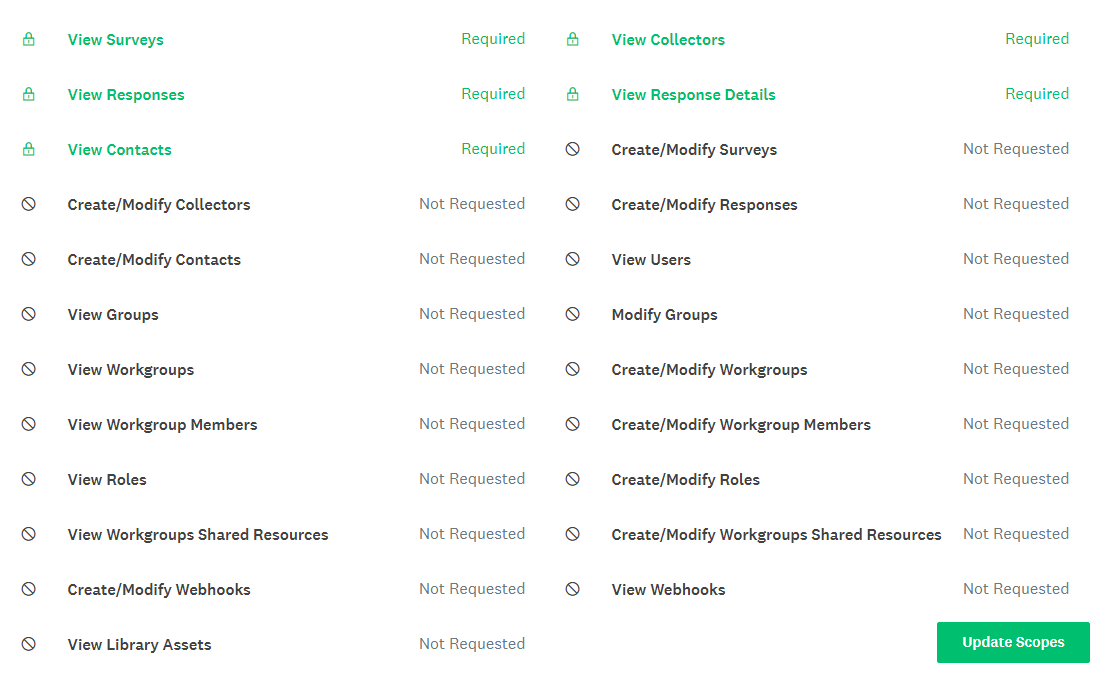 View Surveys Required View Collectors Required
View Responses Required View Response Details Required
View Contacts Required Create/Modify Surveys Not Requested
Create/Modify Collectors Not Requested Create/Modify Responses Not Requested
Create/Modify Contacts Not Requested View Users Not Requested
View Groups Not Requested Modify Groups Not Requested
View Workgroups Not Requested Create/Modify Workgroups Not Requested
View Workgroup Members Not Requested Create/Modify Workgroup Members Not Requested
View Roles Not Requested Create/Modify Roles Not Requested
View Workgroups Shared Resources Not Requested Create/Modify Workgroups Shared Resources Not Requested
Create/Modify Webhooks Not Requested View Webhooks Not Requested
View Library Assets Not Requested Update Scopes